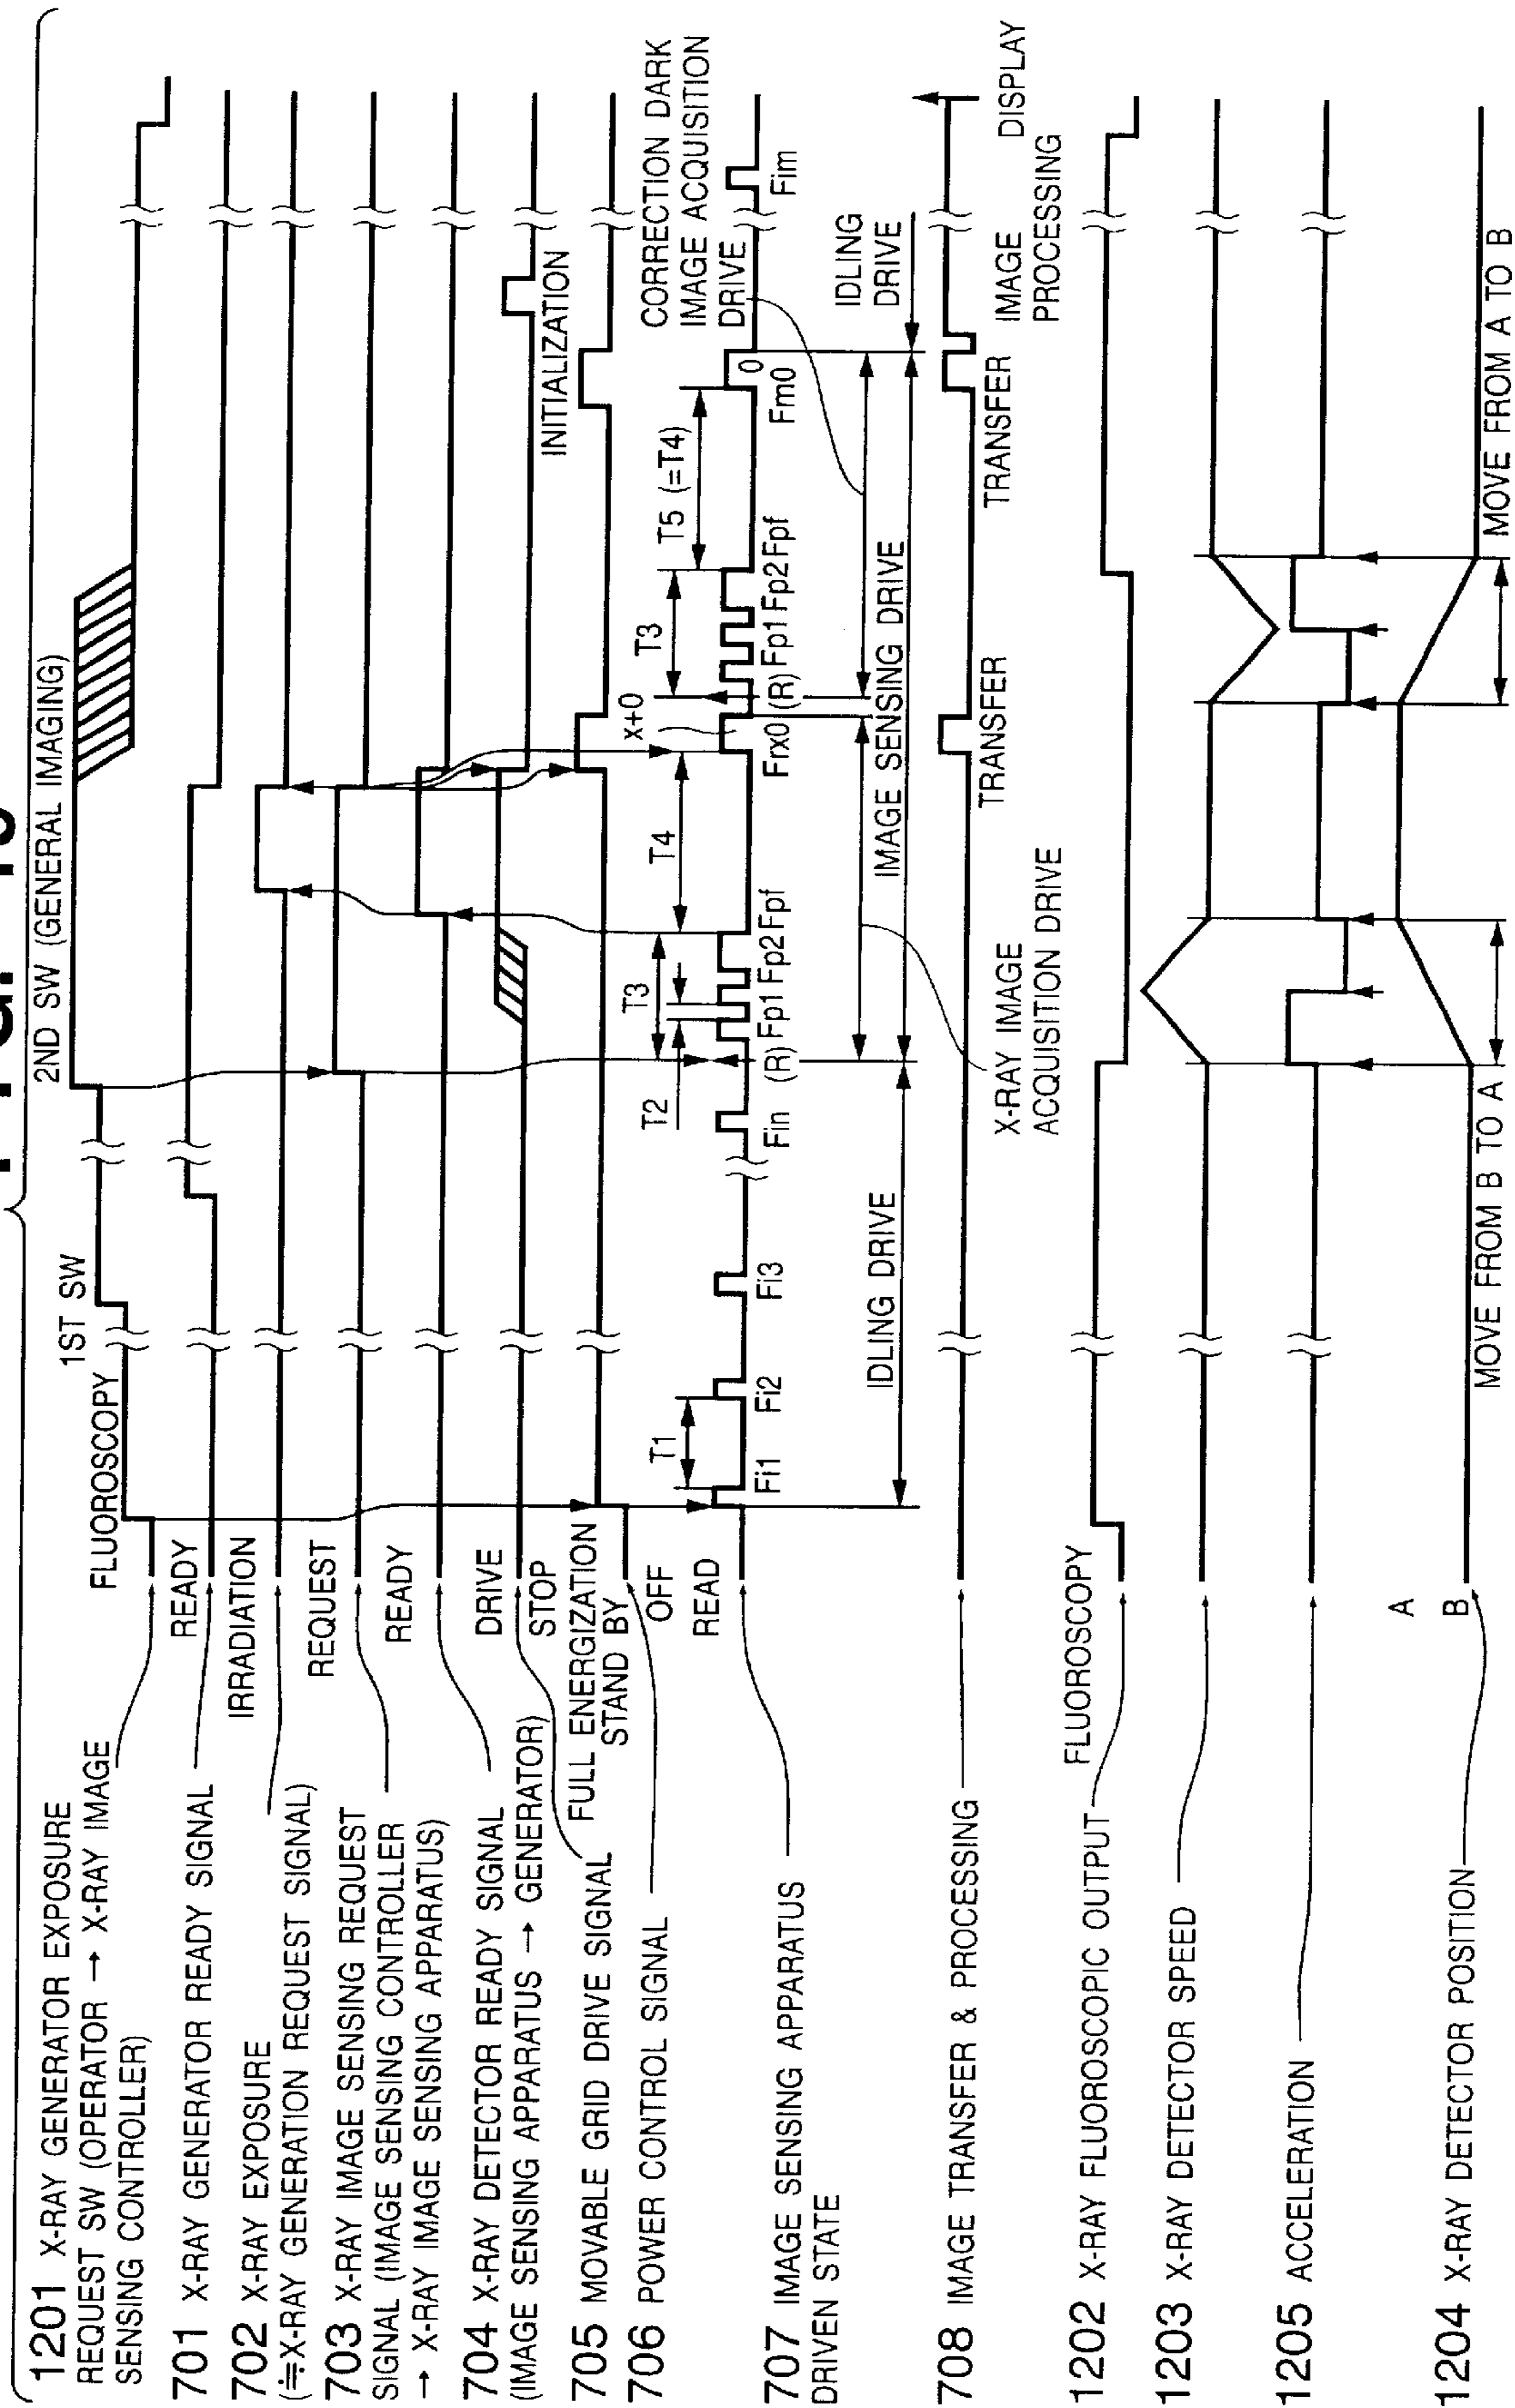 1201 X-RAY GENERATOR EXPOSURE
REQUEST SW (OPERATOR → X-RAY IMAGE
SENSING CONTROLLER)
701 X-RAY GENERATOR READY SIGNAL
702 X-RAY EXPOSURE
(≒X-RAY GENERATION REQUEST SIGNAL)
703 X-RAY IMAGE SENSING REQUEST
SIGNAL (IMAGE SENSING CONTROLLER
→ X-RAY IMAGE SENSING APPARATUS)
704 X-RAY DETECTOR READY SIGNAL
(IMAGE SENSING APPARATUS → GENERATOR)
705 MOVABLE GRID DRIVE SIGNAL
706 POWER CONTROL SIGNAL
707 IMAGE SENSING APPARATUS
DRIVEN STATE
708 IMAGE TRANSFER & PROCESSING
1202 X-RAY FLUOROSCOPIC OUTPUT
1203 X-RAY DETECTOR SPEED
1205 ACCELERATION
1204 X-RAY DETECTOR POSITION
FLUOROSCOPY
1ST SW
2ND SW (GENERAL IMAGING)
READY
IRRADIATION
REQUEST
READY
DRIVE
STOP
INITIALIZATION
FULL ENERGIZATION
STAND BY
OFF
READ
Fi1
T1
Fi2
Fi3
Fin
T2
(R)
Fp1
Fp2
Fpf
T3
T4
Frx0
x+0
(R)
Fp1
Fp2
Fpf
T3
T5 (=T4)
Fm0
0
Fim
CORRECTION DARK
IMAGE ACQUISITION
DRIVE
IDLING DRIVE
IMAGE SENSING DRIVE
IDLING
DRIVE
X-RAY IMAGE
ACQUISITION DRIVE
TRANSFER
TRANSFER
IMAGE
PROCESSING
DISPLAY
FLUOROSCOPY
A
B
MOVE FROM B TO A
MOVE FROM A TO B